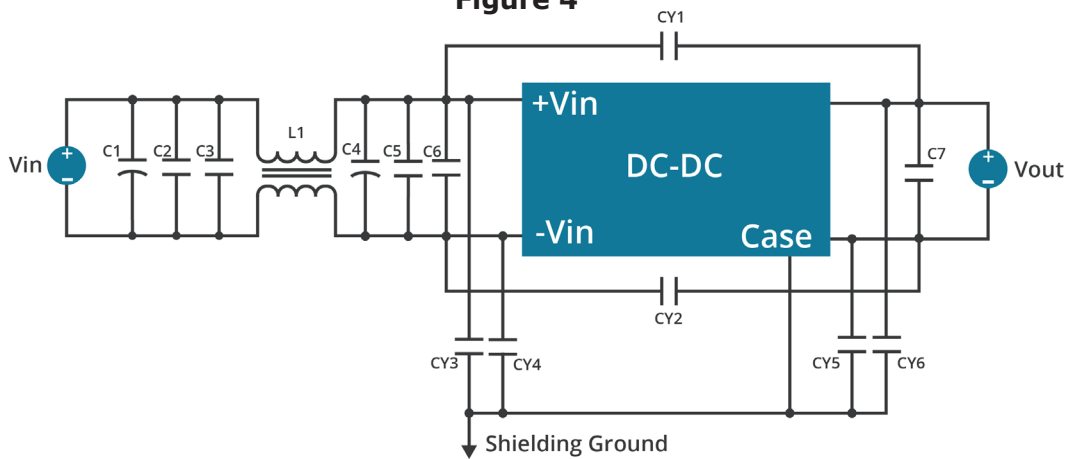 Figure 4
CY1
+Vin
L1
C1
C2
C3
C4
C5
C6
C7
Vin
+
-
DC-DC
+
-
Vout
-Vin
Case
CY2
CY3
CY4
CY5
CY6
Shielding Ground